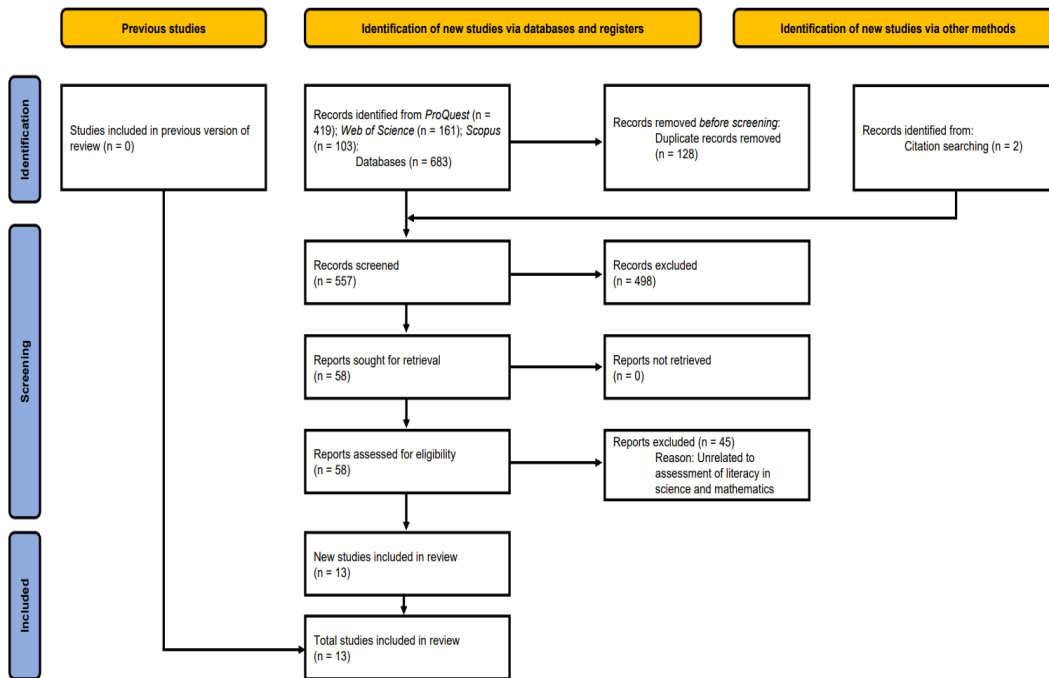 Previous studies
Identification of new studies via databases and registers
Identification of new studies via other methods
Identification
Studies included in previous version of
review (n = 0)
Records identified from ProQuest (n =
419); Web of Science (n = 161); Scopus
(n = 103):
Databases (n = 683)
Records removed before screening:
Duplicate records removed
(n = 128)
Records identified from:
Citation searching (n = 2)
Screening
Records screened
(n = 557)
Records excluded
(n = 498)
Reports sought for retrieval
(n = 58)
Reports not retrieved
(n = 0)
Reports assessed for eligibility
(n = 58)
Reports excluded (n = 45)
Reason: Unrelated to
assessment of literacy in
science and mathematics
Included
New studies included in review
(n = 13)
Total studies included in review
(n = 13)